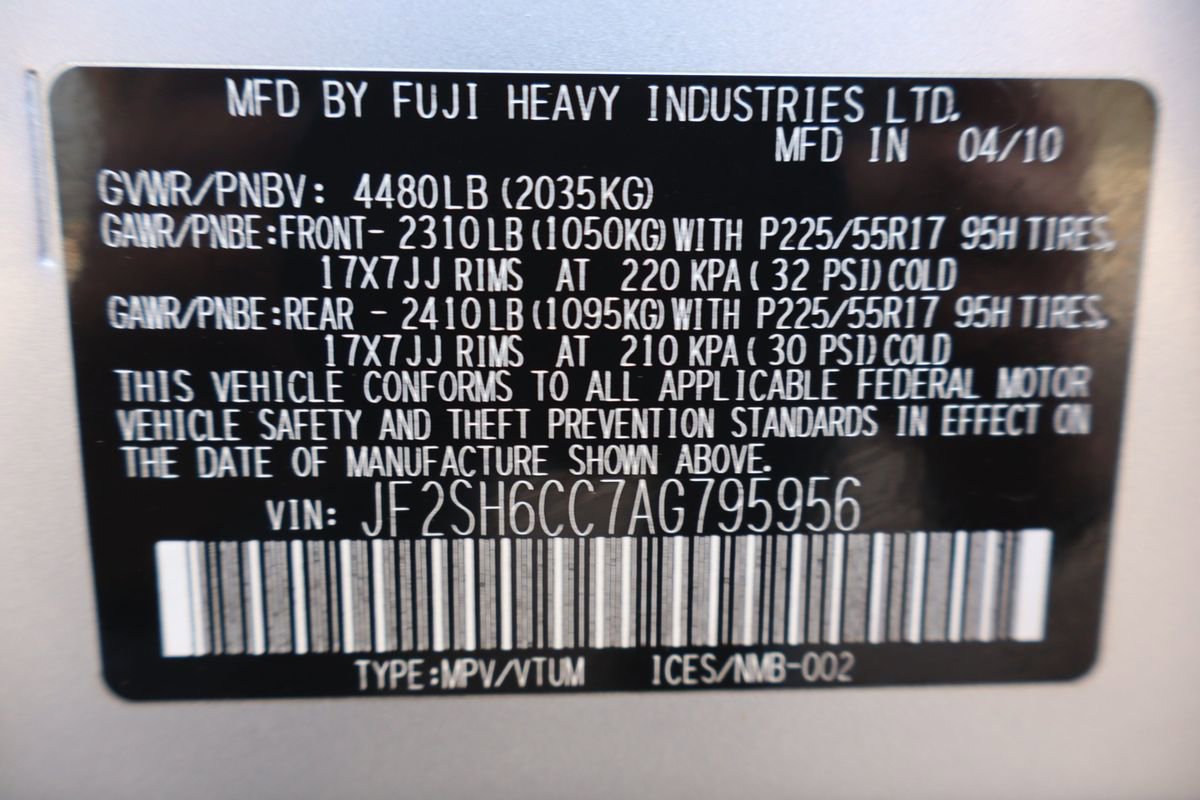 MFD BY FUJI HEAVY INDUSTRIES LTD.
MFD IN 04/10
GVWR/PNBV: 4480LB (2035KG)
GAWR/PNBE:FRONT- 2310LB(1050KG)WITH P225/55R17 95H TIRES,
17X7JJ RIMS AT 220 KPA( 32 PSI)COLD
GAWR/PNBE:REAR - 2410LB(1095KG)WITH P225/55R17 95H TIRES,
17X7JJ RIMS AT 210 KPA( 30 PSI)COLD
THIS VEHICLE CONFORMS TO ALL APPLICABLE FEDERAL MOTOR
VEHICLE SAFETY AND THEFT PREVENTION STANDARDS IN EFFECT ON
THE DATE OF MANUFACTURE SHOWN ABOVE.
VIN: JF2SH6CC7AG795956
TYPE:MPV/VTUM ICES/NMB-002